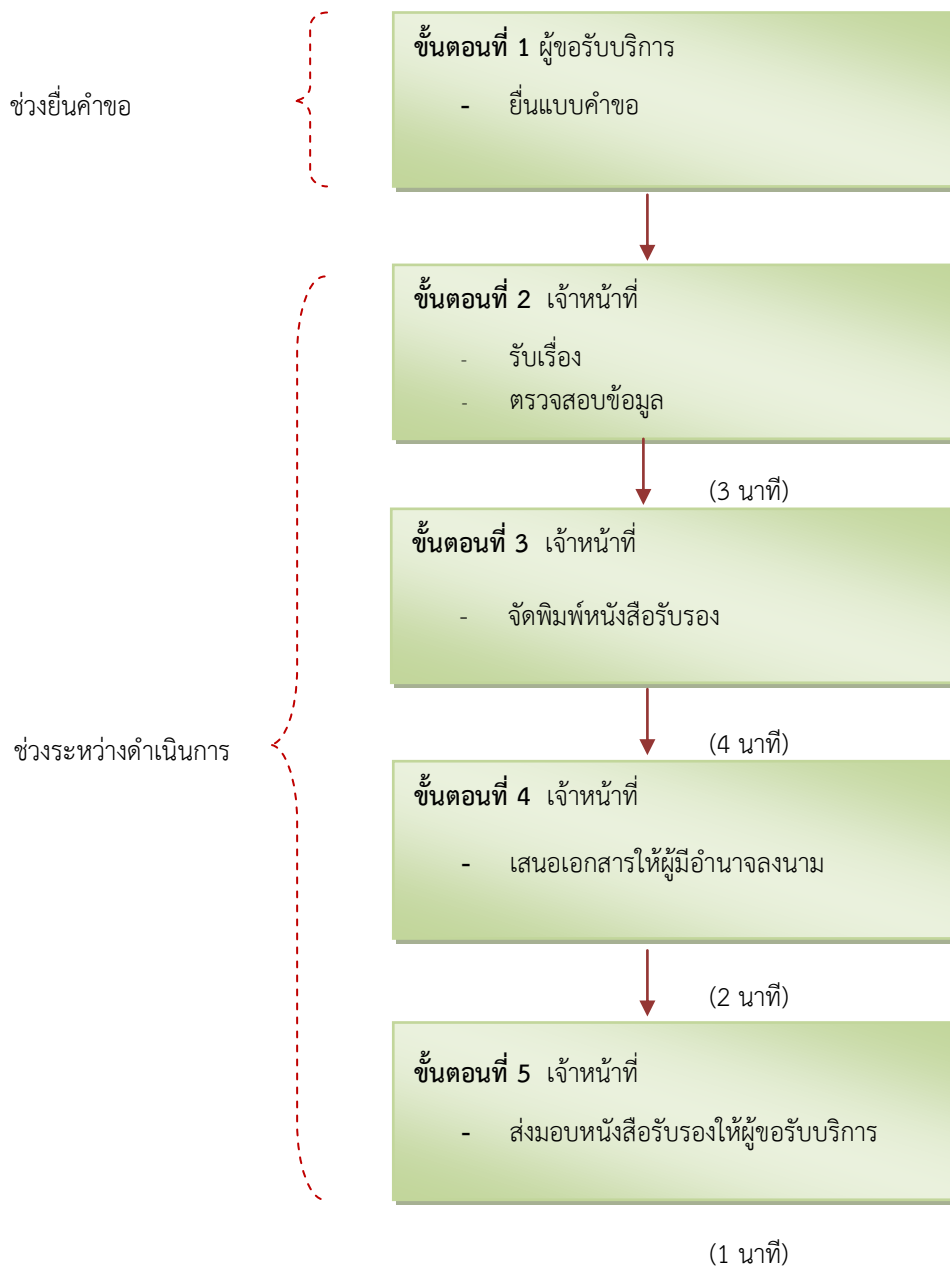 ขั้นตอนที่ 1 ผู้ขอรับบริการ
ช่วงยื่นคำขอ
- ยื่นแบบคำขอ
ขั้นตอนที่ 2 เจ้าหน้าที่
- รับเรื่อง
- ตรวจสอบข้อมูล
(3 นาที)
ขั้นตอนที่ 3 เจ้าหน้าที่
- จัดพิมพ์หนังสือรับรอง
ช่วงระหว่างดำเนินการ
(4 นาที)
ขั้นตอนที่ 4 เจ้าหน้าที่
- เสนอเอกสารให้ผู้มีอำนาจลงนาม
(2 นาที)
ขั้นตอนที่ 5 เจ้าหน้าที่
- ส่งมอบหนังสือรับรองให้ผู้ขอรับบริการ
(1 นาที)